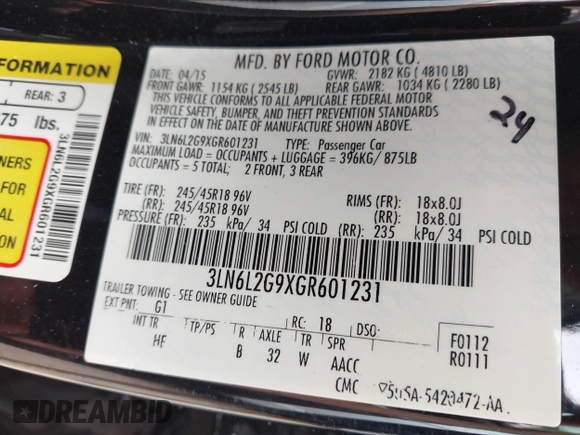 FORMATION
REAR: 3
275 lbs.
3LN6L2G9XGR601231
NERS
FOR
AL
ON
MFD. BY FORD MOTOR CO.
DATE: 04/15 GVWR: 2182 KG ( 4810 LB)
FRONT GAWR: 1154 KG ( 2545 LB) REAR GAWR: 1034 KG ( 2280 LB)
THIS VEHICLE CONFORMS TO ALL APPLICABLE FEDERAL MOTOR
VEHICLE SAFETY, BUMPER, AND THEFT PREVENTION STANDARDS
IN EFFECT ON THE DATE OF MANUFACTURE SHOWN ABOVE.
24
VIN: 3LN6L2G9XGR601231 TYPE: Passenger Car
MAXIMUM LOAD = OCCUPANTS + LUGGAGE = 396KG/ 875LB
OCCUPANTS = 5 TOTAL; 2 FRONT, 3 REAR
TIRE (FR): 245/45R18 96V RIMS (FR): 18x8.0J
(RR): 245/45R18 96V (RR): 18x8.0J
PRESSURE (FR): 235 kPa/ 34 PSI COLD (RR): 235 kPa/ 34 PSI COLD
3LN6L2G9XGR601231
TRAILER TOWING - SEE OWNER GUIDE
EXT PNT: G1 RC: 18 DSO: F0112
INT TR TP/PS R AXLE TR SPR R0111
HF B 32 W AACC
CMC 5U5A-5420472-AA
DREAMBID